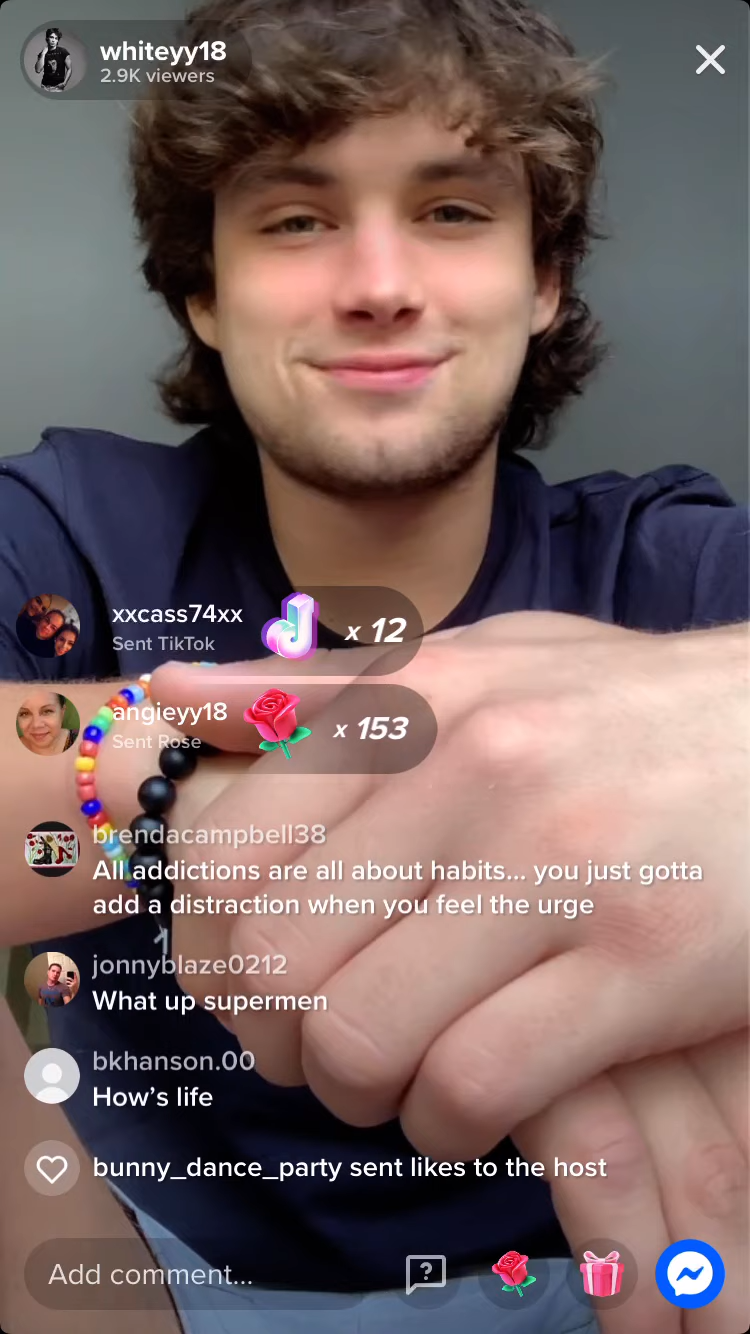 whiteyy18
2.9K viewers
xxcass74xx
Sent TikTok
x 12
angieyy18
Sent Rose
x 153
brendacampbell38
All addictions are all about habits... you just gotta
add a distraction when you feel the urge
jonnyblaze0212
What up supermen
bkhanson.00
How’s life
bunny_dance_party sent likes to the host
Add comment...
?